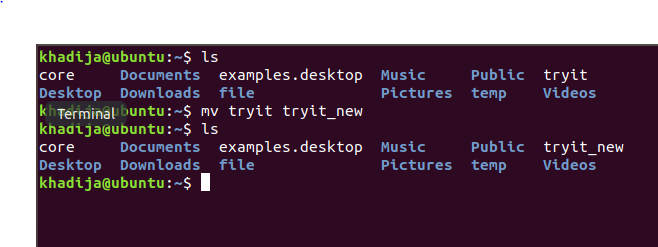 khadija@ubuntu:~$ ls
core Documents examples.desktop Music Public tryit
Desktop Downloads file Pictures temp Videos
khadija@ubuntu:~$ mv tryit tryit_new
Terminal
khadija@ubuntu:~$ ls
core Documents examples.desktop Music Public tryit_new
Desktop Downloads file Pictures temp Videos
khadija@ubuntu:~$